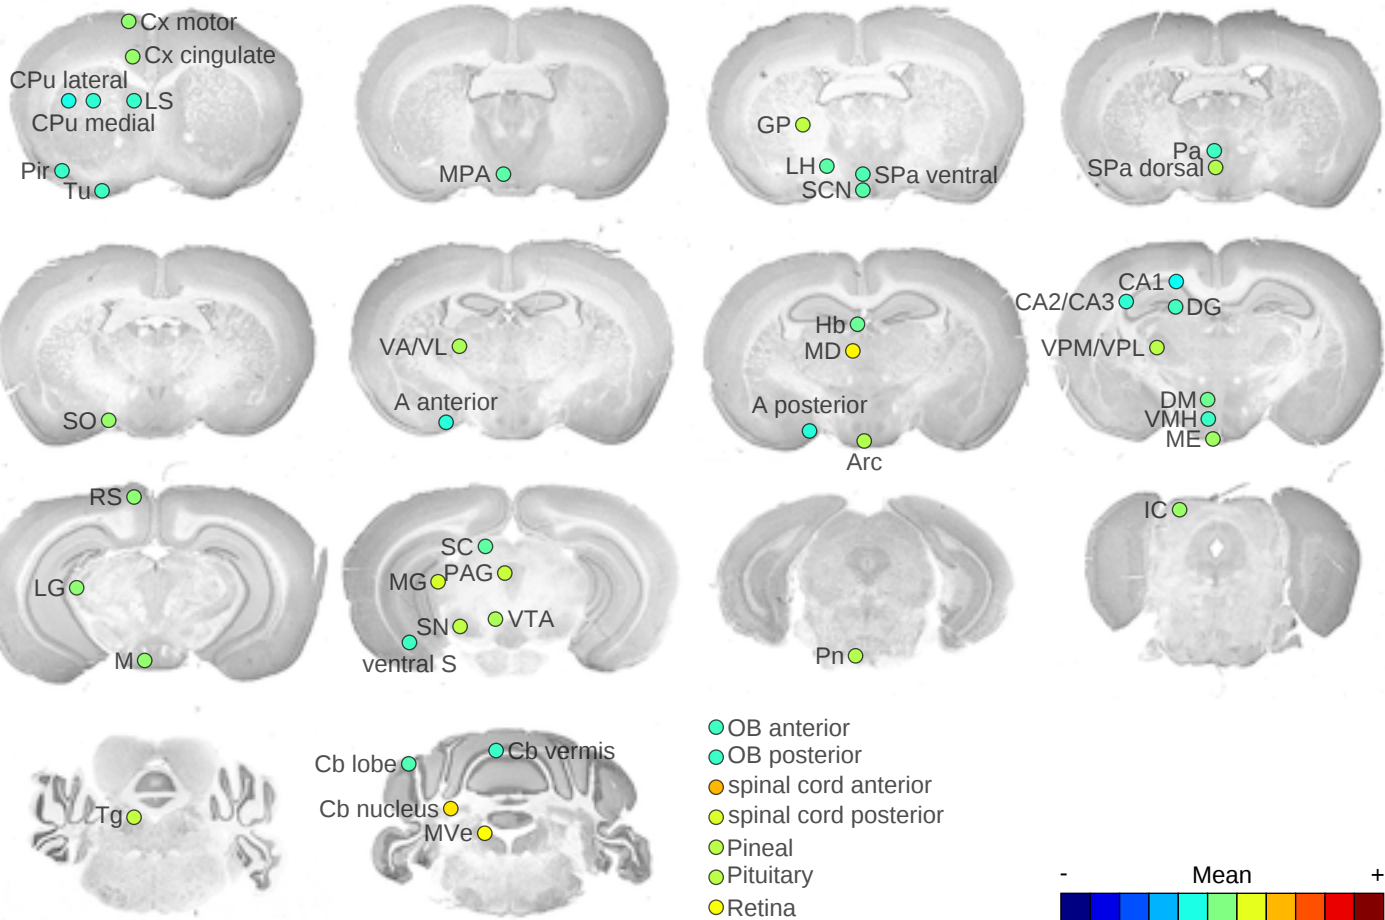 Cx motor
Cx cingulate
CPu lateral
LS
CPu medial
Pir
Tu
MPA
GP
LH
SPa ventral
SCN
Pa
SPa dorsal
SO
VA/VL
A anterior
Hb
MD
A posterior
Arc
CA1
CA2/CA3
DG
VPM/VPL
DM
VMH
ME
RS
LG
M
SC
MG
PAG
SN
VTA
ventral S
Pn
IC
Tg
Cb lobe
Cb vermis
Cb nucleus
MVe
OB anterior
OB posterior
spinal cord anterior
spinal cord posterior
Pineal
Pituitary
Retina
- Mean +